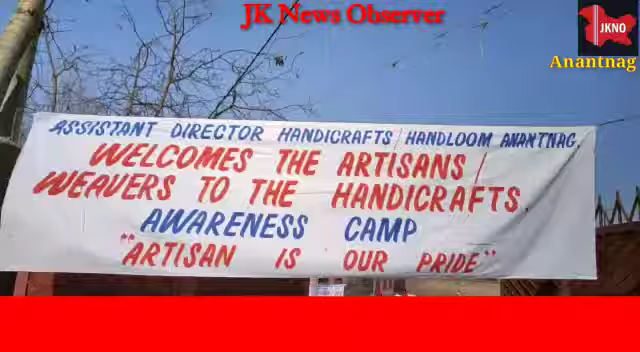 JK News Observer
JKNO
Anantnag
ASSISTANT DIRECTOR HANDICRAFTS / HANDLOOM ANANTNAG.
WELCOMES THE ARTISANS /
WEAVERS TO THE HANDICRAFTS
AWARENESS CAMP
"ARTISAN IS OUR PRIDE"